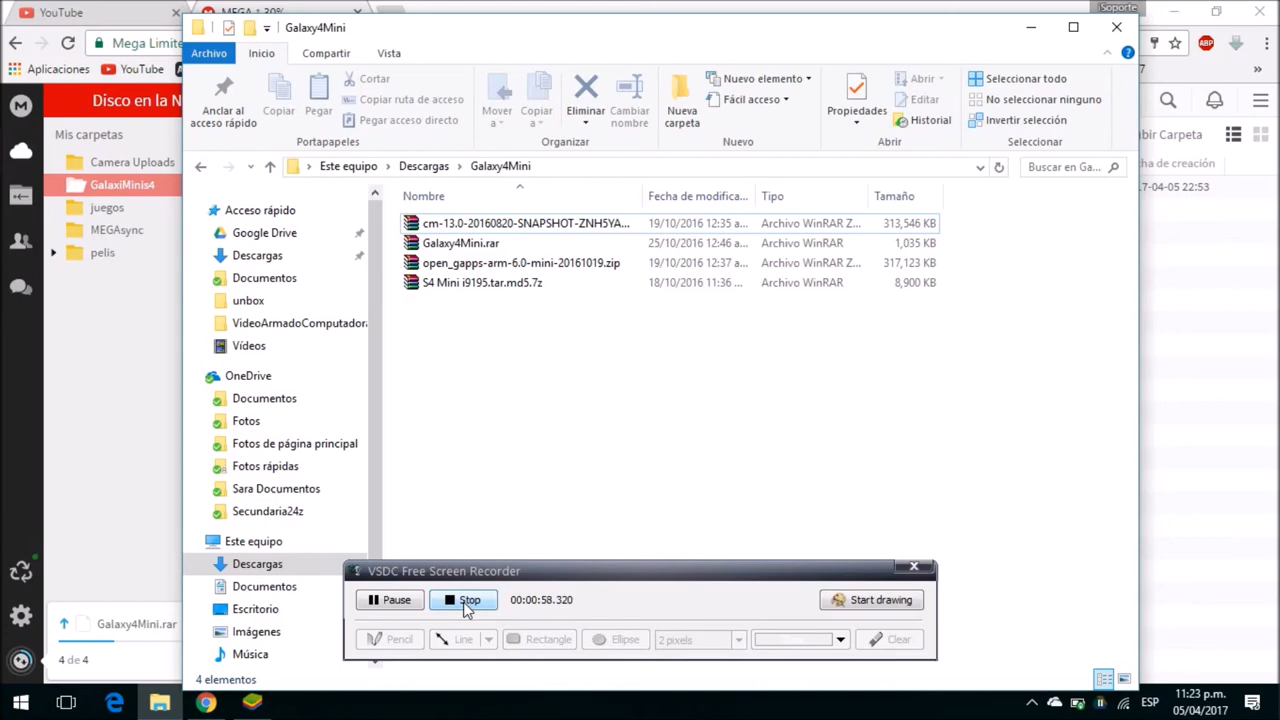 YouTube
MEGA ↑ 30%
Galaxy4Mini
iSoporte
Mega Limite
Aplicaciones
YouTube
Archivo
Inicio
Compartir
Vista
Anclar al acceso rápido
Copiar
Pegar
Cortar
Copiar ruta de acceso
Pegar acceso directo
Mover a
Copiar a
Eliminar
Cambiar nombre
Nueva carpeta
Nuevo elemento
Fácil acceso
Propiedades
Abrir
Editar
Historial
Seleccionar todo
No seleccionar ninguno
Invertir selección
Portapapeles
Organizar
Nuevo
Abrir
Seleccionar
ABP
7
Disco en la N
Mis carpetas
Camera Uploads
GalaxiMinis4
juegos
MEGAsync
pelis
Este equipo
Descargas
Galaxy4Mini
Buscar en Ga...
Nombre
Fecha de modifica...
Tipo
Tamaño
cm-13.0-20160820-SNAPSHOT-ZNH5YA... 19/10/2016 12:35 a... Archivo WinRAR Z... 313,546 KB
Galaxy4Mini.rar 25/10/2016 12:46 a... Archivo WinRAR 1,035 KB
open_gapps-arm-6.0-mini-20161019.zip 19/10/2016 12:37 a... Archivo WinRAR Z... 317,123 KB
S4 Mini i9195.tar.md5.7z 18/10/2016 11:36 ... Archivo WinRAR 8,900 KB
Acceso rápido
Google Drive
Descargas
Documentos
unbox
VideoArmadoComputadora
Vídeos
OneDrive
Documentos
Fotos
Fotos de página principal
Fotos rápidas
Sara Documentos
Secundaria24z
Este equipo
Descargas
Documentos
Escritorio
Imágenes
Música
4 elementos
ubir Carpeta
echa de creación
17-04-05 22:53
VSDC Free Screen Recorder
Pause
Stop
00:00:58.320
Start drawing
Pencil
Line
Rectangle
Ellipse
2 pixels
Clear
Galaxy4Mini.rar
4 de 4
ESP
11:23 p.m.
05/04/2017